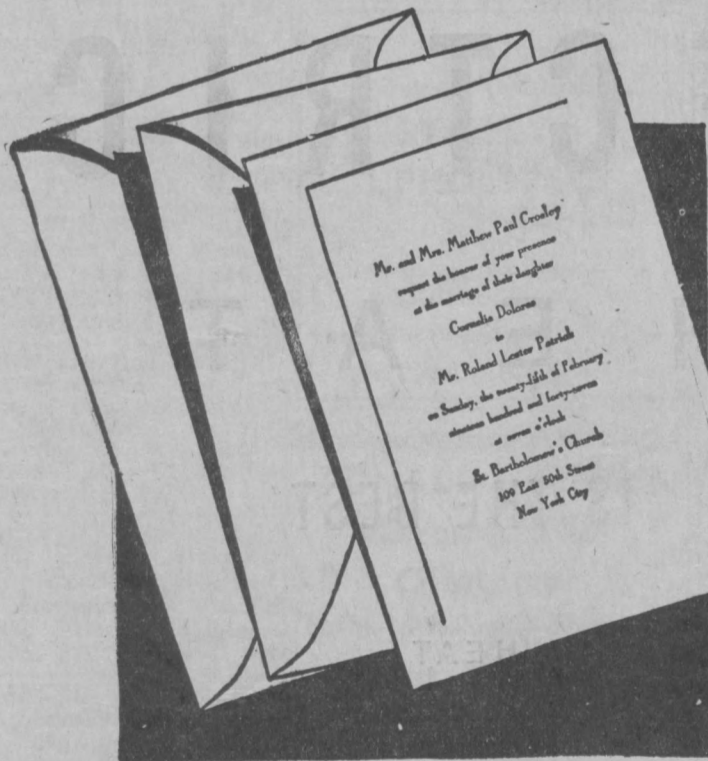 Mr. and Mrs. Matthew Paul Crosley
request the honour of your presence
at the marriage of their daughter
Cornelia Dolores
to
Mr. Roland Lester Patrick
on Sunday, the twenty-fifth of February
nineteen hundred and forty-seven
at seven o'clock
St. Bartholomew's Church
109 East 50th Street
New York City